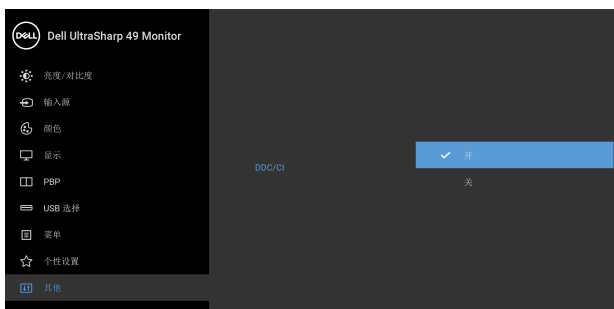 DELL
Dell UltraSharp 49 Monitor
亮度/对比度
输入源
颜色
显示
PBP
USB 选择
菜单
个性设置
其他
DDC/CI
开
关